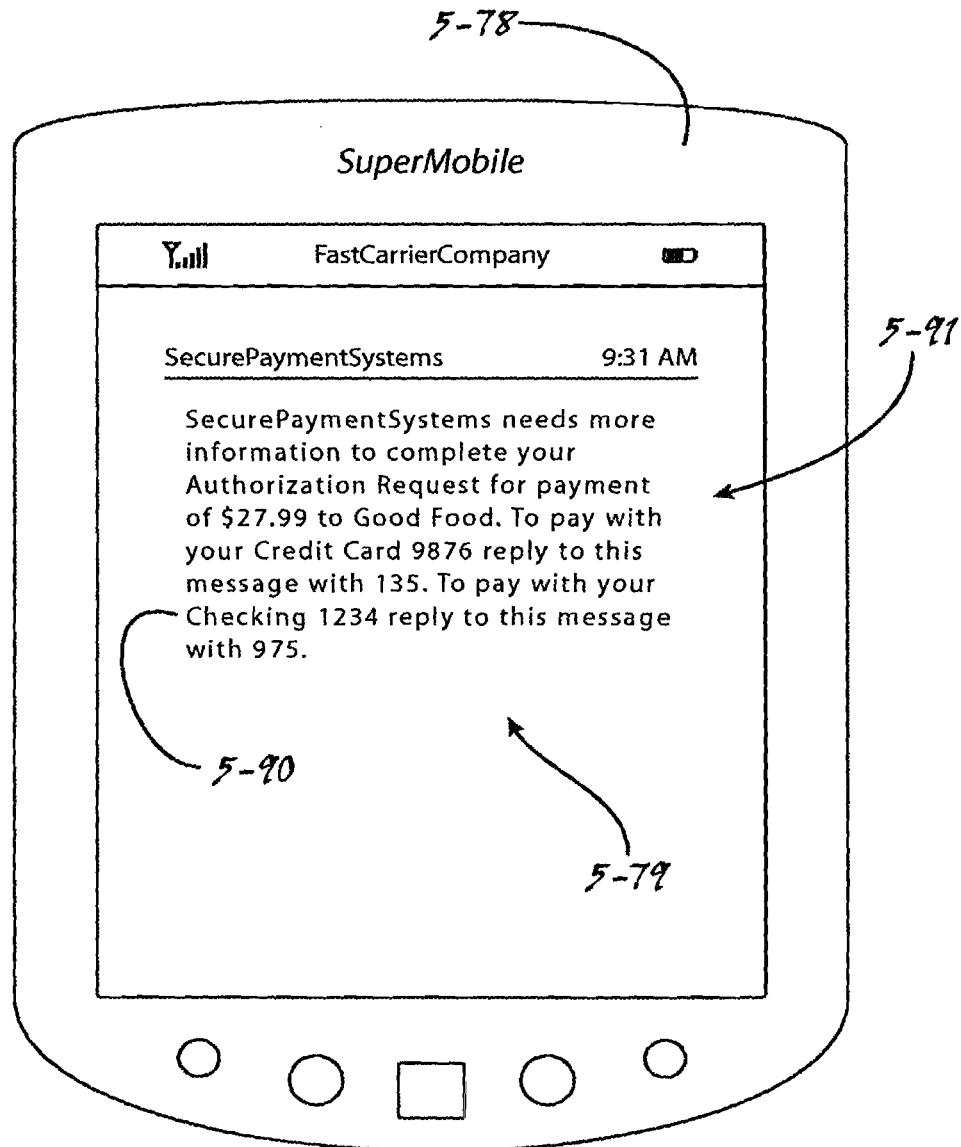 5-78
SuperMobile
FastCarrierCompany
5-91
SecurePaymentSystems 9:31 AM
SecurePaymentSystems needs more
information to complete your
Authorization Request for payment
of $27.99 to Good Food. To pay with
your Credit Card 9876 reply to this
message with 135. To pay with your
Checking 1234 reply to this message
with 975.
5-90
5-79